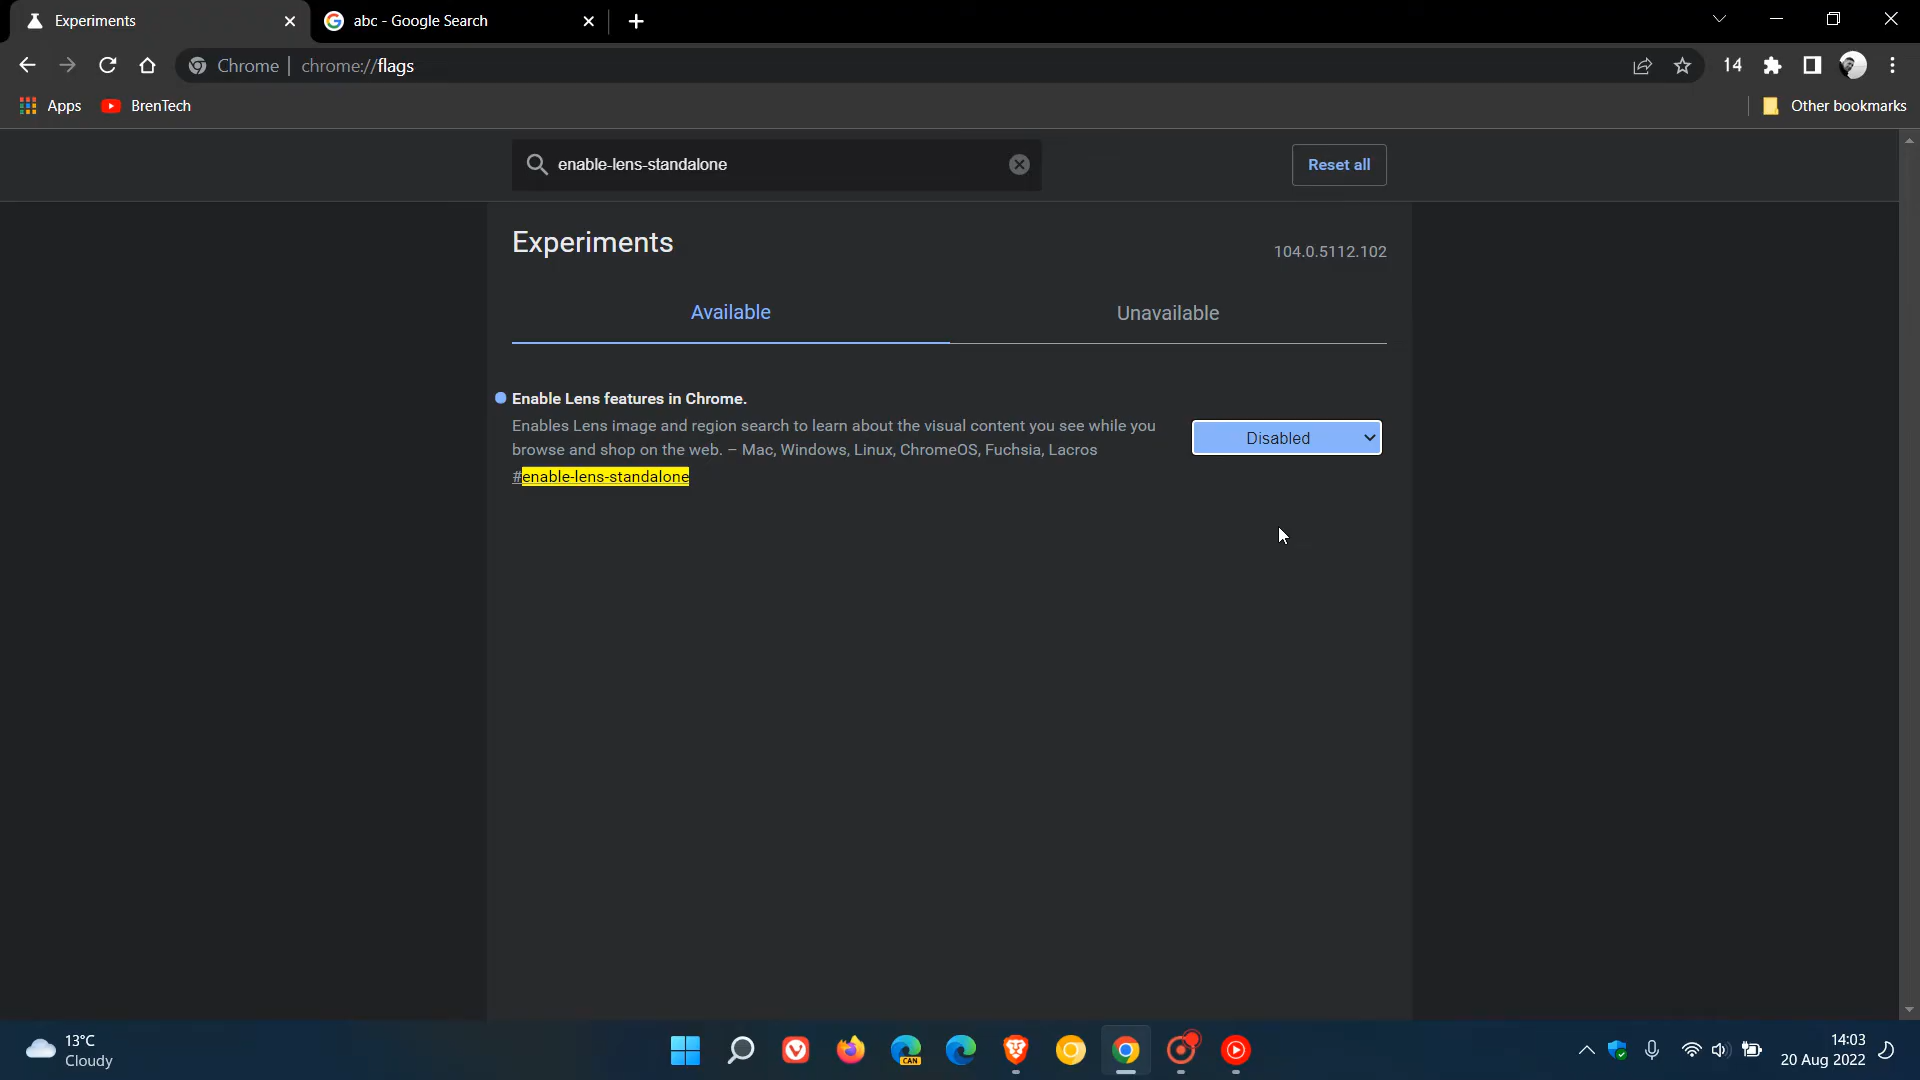 Experiments
abc - Google Search
Chrome
chrome://flags
14
Apps
BrenTech
Other bookmarks
enable-lens-standalone
Reset all
Experiments
104.0.5112.102
Available
Unavailable
Enable Lens features in Chrome.
Enables Lens image and region search to learn about the visual content you see while you
browse and shop on the web. – Mac, Windows, Linux, ChromeOS, Fuchsia, Lacros
Disabled
#enable-lens-standalone
13°C
Cloudy
CAN
14:03
20 Aug 2022